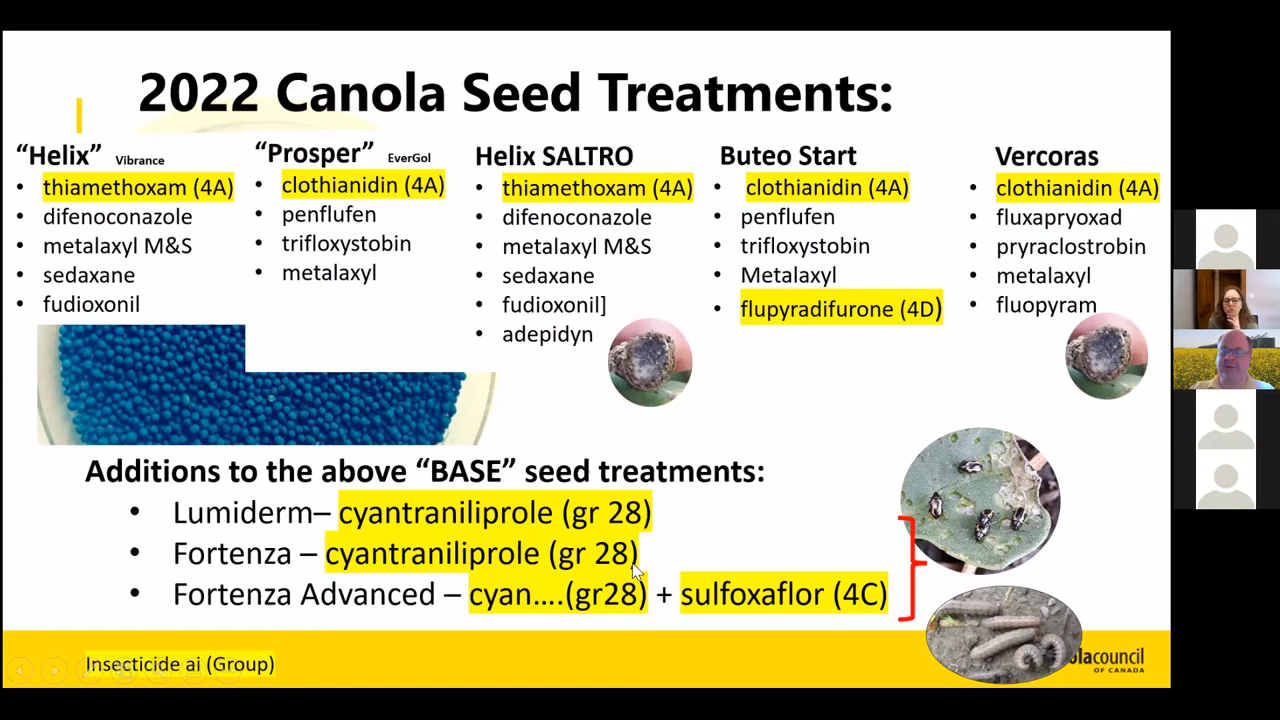 2022 Canola Seed Treatments:
“Helix” Vibrance
• thiamethoxam (4A)
• difenoconazole
• metalaxyl M&S
• sedaxane
• fudioxonil
“Prosper” EverGol
• clothianidin (4A)
• penflufen
• trifloxystobin
• metalaxyl
Helix SALTRO
• thiamethoxam (4A)
• difenoconazole
• metalaxyl M&S
• sedaxane
• fudioxonil]
• adepidyn
Buteo Start
• clothianidin (4A)
• penflufen
• trifloxystobin
• Metalaxyl
• flupyradifurone (4D)
Vercoras
• clothianidin (4A)
• fluxapryoxad
• pryraclostrobin
• metalaxyl
• fluopyram
Additions to the above “BASE” seed treatments:
• Lumiderm– cyantraniliprole (gr 28)
• Fortenza – cyantraniliprole (gr 28)
• Fortenza Advanced – cyan….(gr28) + sulfoxaflor (4C)
Insecticide ai (Group)
olacouncil
OF CANADA